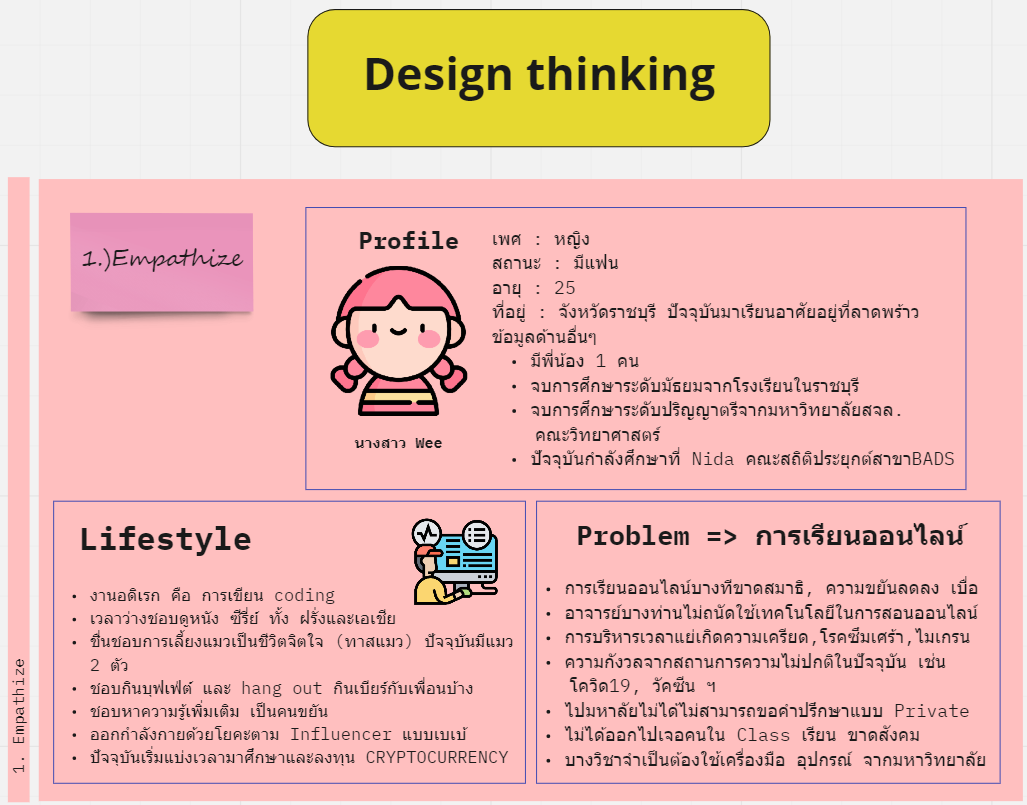 Design thinking
1. Empathize
1.)Empathize
Profile
นางสาว Wee
เพศ : หญิง
สถานะ : มีแฟน
อายุ : 25
ที่อยู่ : จังหวัดราชบุรี ปัจจุบันมาเรียนอาศัยอยู่ที่ลาดพร้าว
ข้อมูลด้านอื่นๆ
• มีพี่น้อง 1 คน
• จบการศึกษาระดับมัธยมจากโรงเรียนในราชบุรี
• จบการศึกษาระดับปริญญาตรีจากมหาวิทยาลัยสจล.
คณะวิทยาศาสตร์
• ปัจจุบันกำลังศึกษาที่ Nida คณะสถิติประยุกต์สาขาBADS
Lifestyle
• งานอดิเรก คือ การเขียน coding
• เวลาว่างชอบดูหนัง ซีรี่ย์ ทั้ง ฝรั่งและเอเชีย
• ชื่นชอบการเลี้ยงแมวเป็นชีวิตจิตใจ (ทาสแมว) ปัจจุบันมีแมว
2 ตัว
• ชอบกินบุฟเฟ่ต์ และ hang out กินเบียร์กับเพื่อนบ้าง
• ชอบหาความรู้เพิ่มเติม เป็นคนขยัน
• ออกกำลังกายด้วยโยคะตาม Influencer แบบเบเบ้
• ปัจจุบันเริ่มแบ่งเวลามาศึกษาและลงทุน CRYPTOCURRENCY
Problem => การเรียนออนไลน์
• การเรียนออนไลน์บางทีขาดสมาธิ, ความขยันลดลง เบื่อ
• อาจารย์บางท่านไม่ถนัดใช้เทคโนโลยีในการสอนออนไลน์
• การบริหารเวลาแย่เกิดความเครียด,โรคซึมเศร้า,ไมเกรน
• ความกังวลจากสถานการความไม่ปกติในปัจจุบัน เช่น
โควิด19, วัคซีน ฯ
• ไปมหาลัยไม่ได้ไม่สามารถขอคำปรึกษาแบบ Private
• ไม่ได้ออกไปเจอคนใน Class เรียน ขาดสังคม
• บางวิชาจำเป็นต้องใช้เครื่องมือ อุปกรณ์ จากมหาวิทยาลัย